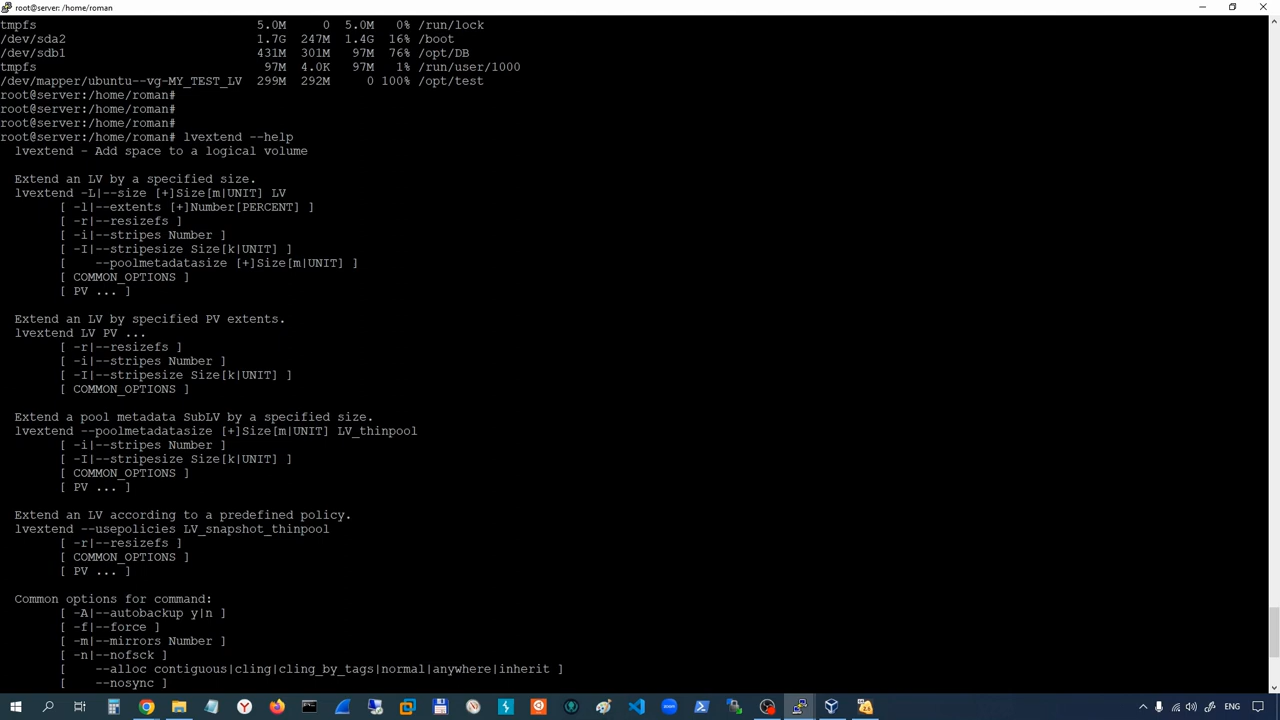 root@server: /home/roman
tmpfs 5.0M 0 5.0M 0% /run/lock
/dev/sda2 1.7G 247M 1.4G 16% /boot
/dev/sdb1 431M 301M 97M 76% /opt/DB
tmpfs 97M 4.0K 97M 1% /run/user/1000
/dev/mapper/ubuntu--vg-MY_TEST_LV 299M 292M 0 100% /opt/test
root@server:/home/roman#
root@server:/home/roman#
root@server:/home/roman#
root@server:/home/roman# lvextend --help
lvextend - Add space to a logical volume
Extend an LV by a specified size.
lvextend -L|--size [+]Size[m|UNIT] LV
[ -l|--extents [+]Number[PERCENT] ]
[ -r|--resizefs ]
[ -i|--stripes Number ]
[ -I|--stripesize Size[k|UNIT] ]
[ --poolmetadatasize [+]Size[m|UNIT] ]
[ COMMON_OPTIONS ]
[ PV ... ]
Extend an LV by specified PV extents.
lvextend LV PV ...
[ -r|--resizefs ]
[ -i|--stripes Number ]
[ -I|--stripesize Size[k|UNIT] ]
[ COMMON_OPTIONS ]
Extend a pool metadata SubLV by a specified size.
lvextend --poolmetadatasize [+]Size[m|UNIT] LV_thinpool
[ -i|--stripes Number ]
[ -I|--stripesize Size[k|UNIT] ]
[ COMMON_OPTIONS ]
[ PV ... ]
Extend an LV according to a predefined policy.
lvextend --usepolicies LV_snapshot_thinpool
[ -r|--resizefs ]
[ COMMON_OPTIONS ]
[ PV ... ]
Common options for command:
[ -A|--autobackup y|n ]
[ -f|--force ]
[ -m|--mirrors Number ]
[ -n|--nofsck ]
[ --alloc contiguous|cling|cling_by_tags|normal|anywhere|inherit ]
[ --nosync ]
ENG